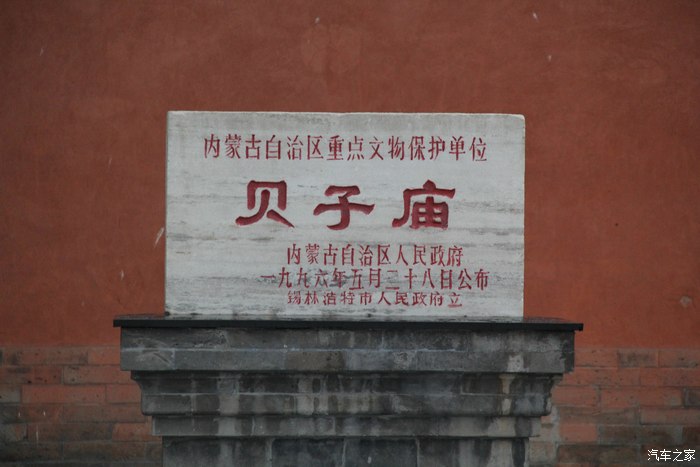 内蒙古自治区重点文物保护单位
贝子庙
内蒙古自治区人民政府
一九九六年五月二十八日公布
锡林浩特市人民政府立
汽车之家